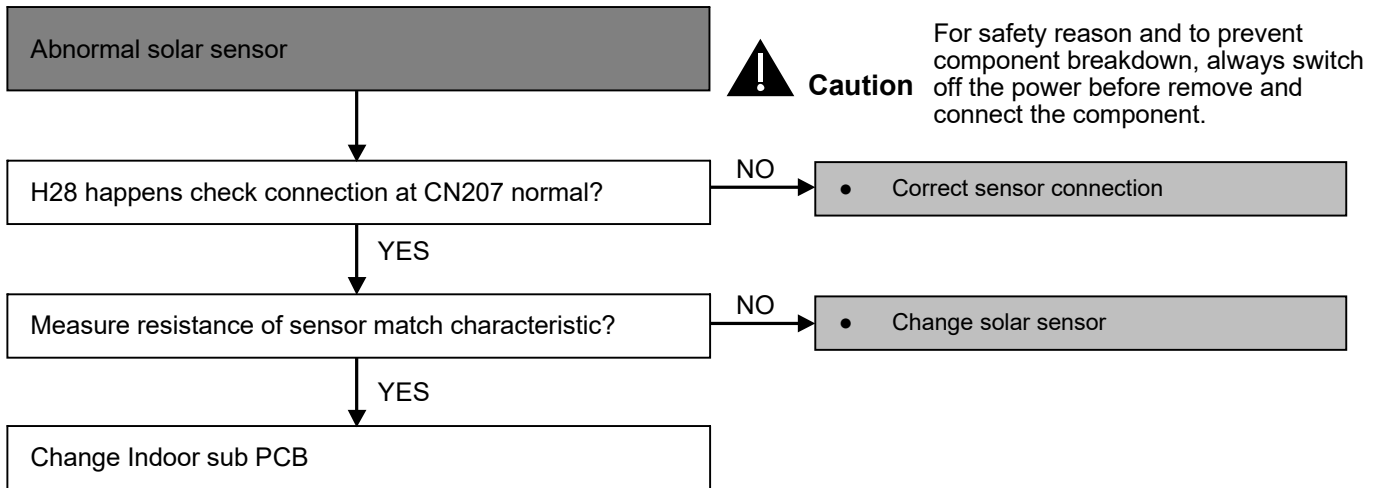 Abnormal solar sensor
Caution
For safety reason and to prevent
component breakdown, always switch
off the power before remove and
connect the component.
H28 happens check connection at CN207 normal?
NO
● Correct sensor connection
YES
Measure resistance of sensor match characteristic?
NO
● Change solar sensor
YES
Change Indoor sub PCB